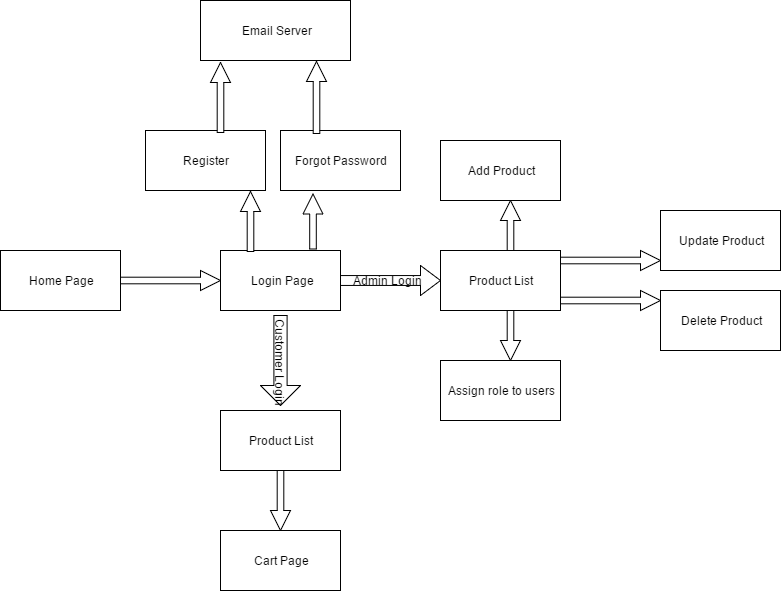 Email Server
Register
Forgot Password
Add Product
Update Product
Home Page
Login Page
Admin Login
Product List
Delete Product
Customer Login
Assign role to users
Product List
Cart Page